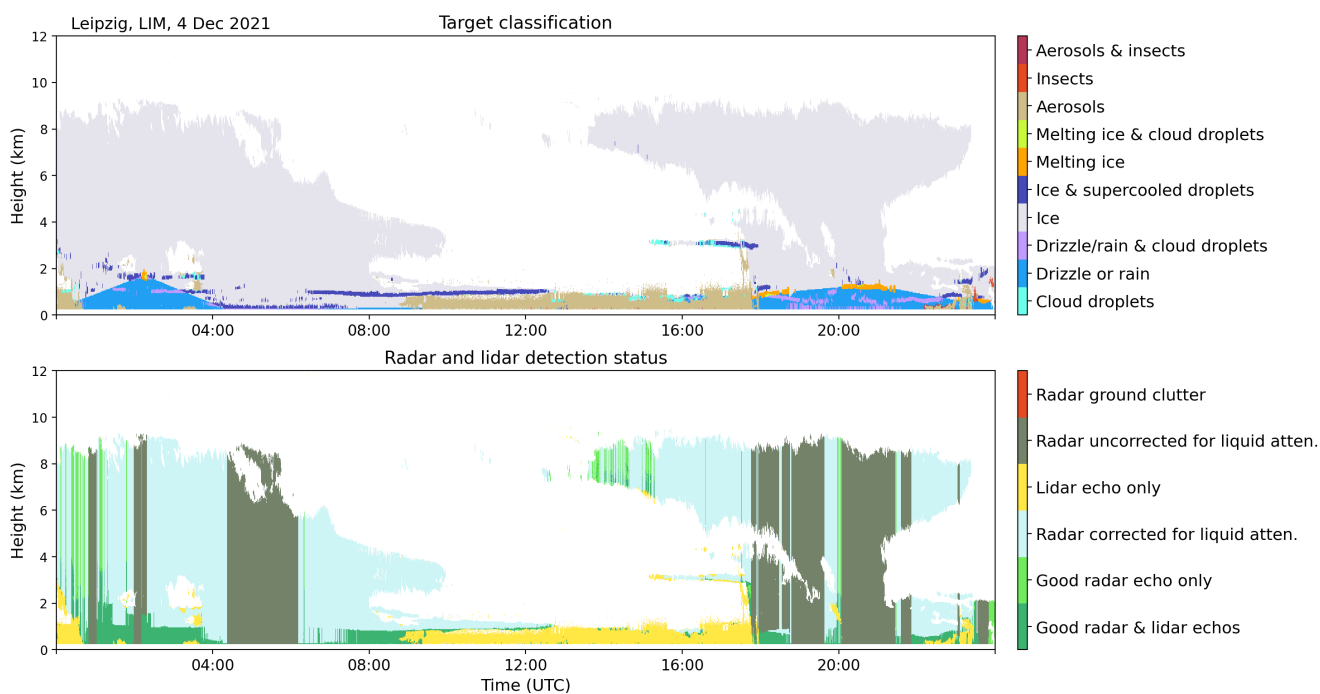 Leipzig, LIM, 4 Dec 2021
Target classification
12
10
8
6
4
2
0
Height (km)
04:00
08:00
12:00
16:00
20:00
Aerosols & insects
Insects
Aerosols
Melting ice & cloud droplets
Melting ice
Ice & supercooled droplets
Ice
Drizzle/rain & cloud droplets
Drizzle or rain
Cloud droplets
Radar and lidar detection status
12
10
8
6
4
2
0
Height (km)
04:00
08:00
12:00
16:00
20:00
Time (UTC)
Radar ground clutter
Radar uncorrected for liquid atten.
Lidar echo only
Radar corrected for liquid atten.
Good radar echo only
Good radar & lidar echos